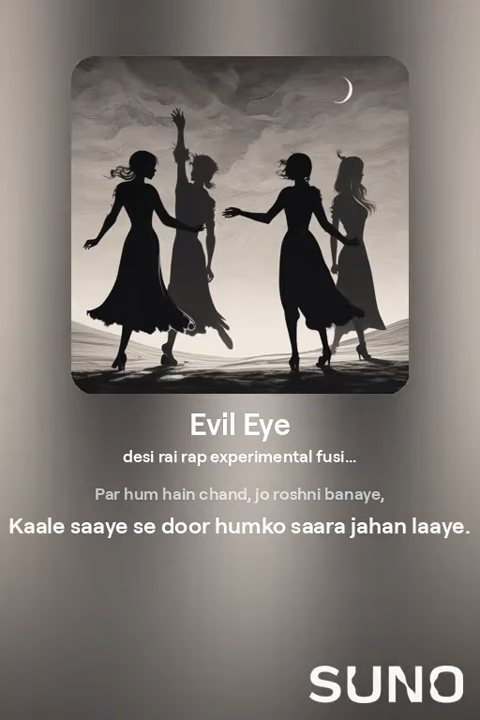 Evil Eye
desi rai rap experimental fusi...
Par hum hain chand, jo roshni banaye,
Kaale saaye se door humko saara jahan laaye.
SUNO